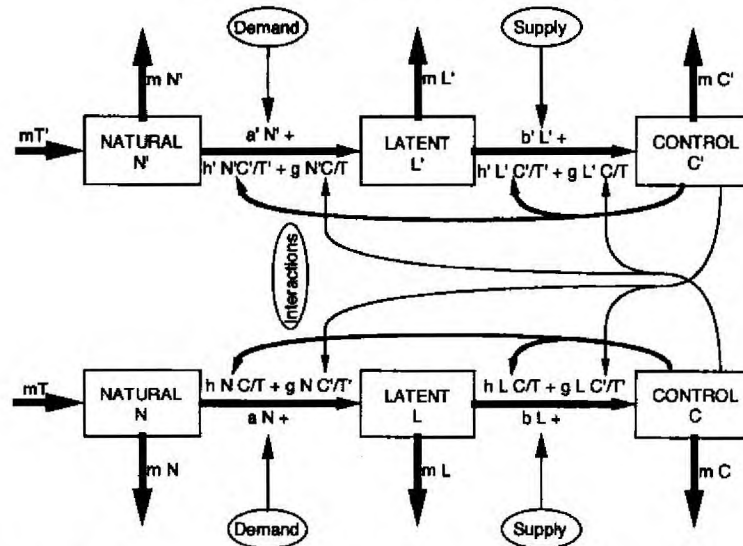 Demand
Supply
m N'
m L'
m C'
mT'
NATURAL
N'
a' N' +
h' N'C'/T' + g N'C/T
LATENT
L'
b' L' +
h' L' C'/T' + g L' C/T
CONTROL
C'
Interactions
mT
NATURAL
N
h N C/T + g N C'/T'
a N +
LATENT
L
h L C/T + g L C'/T'
b L +
CONTROL
C
m N
m L
m C
Demand
Supply